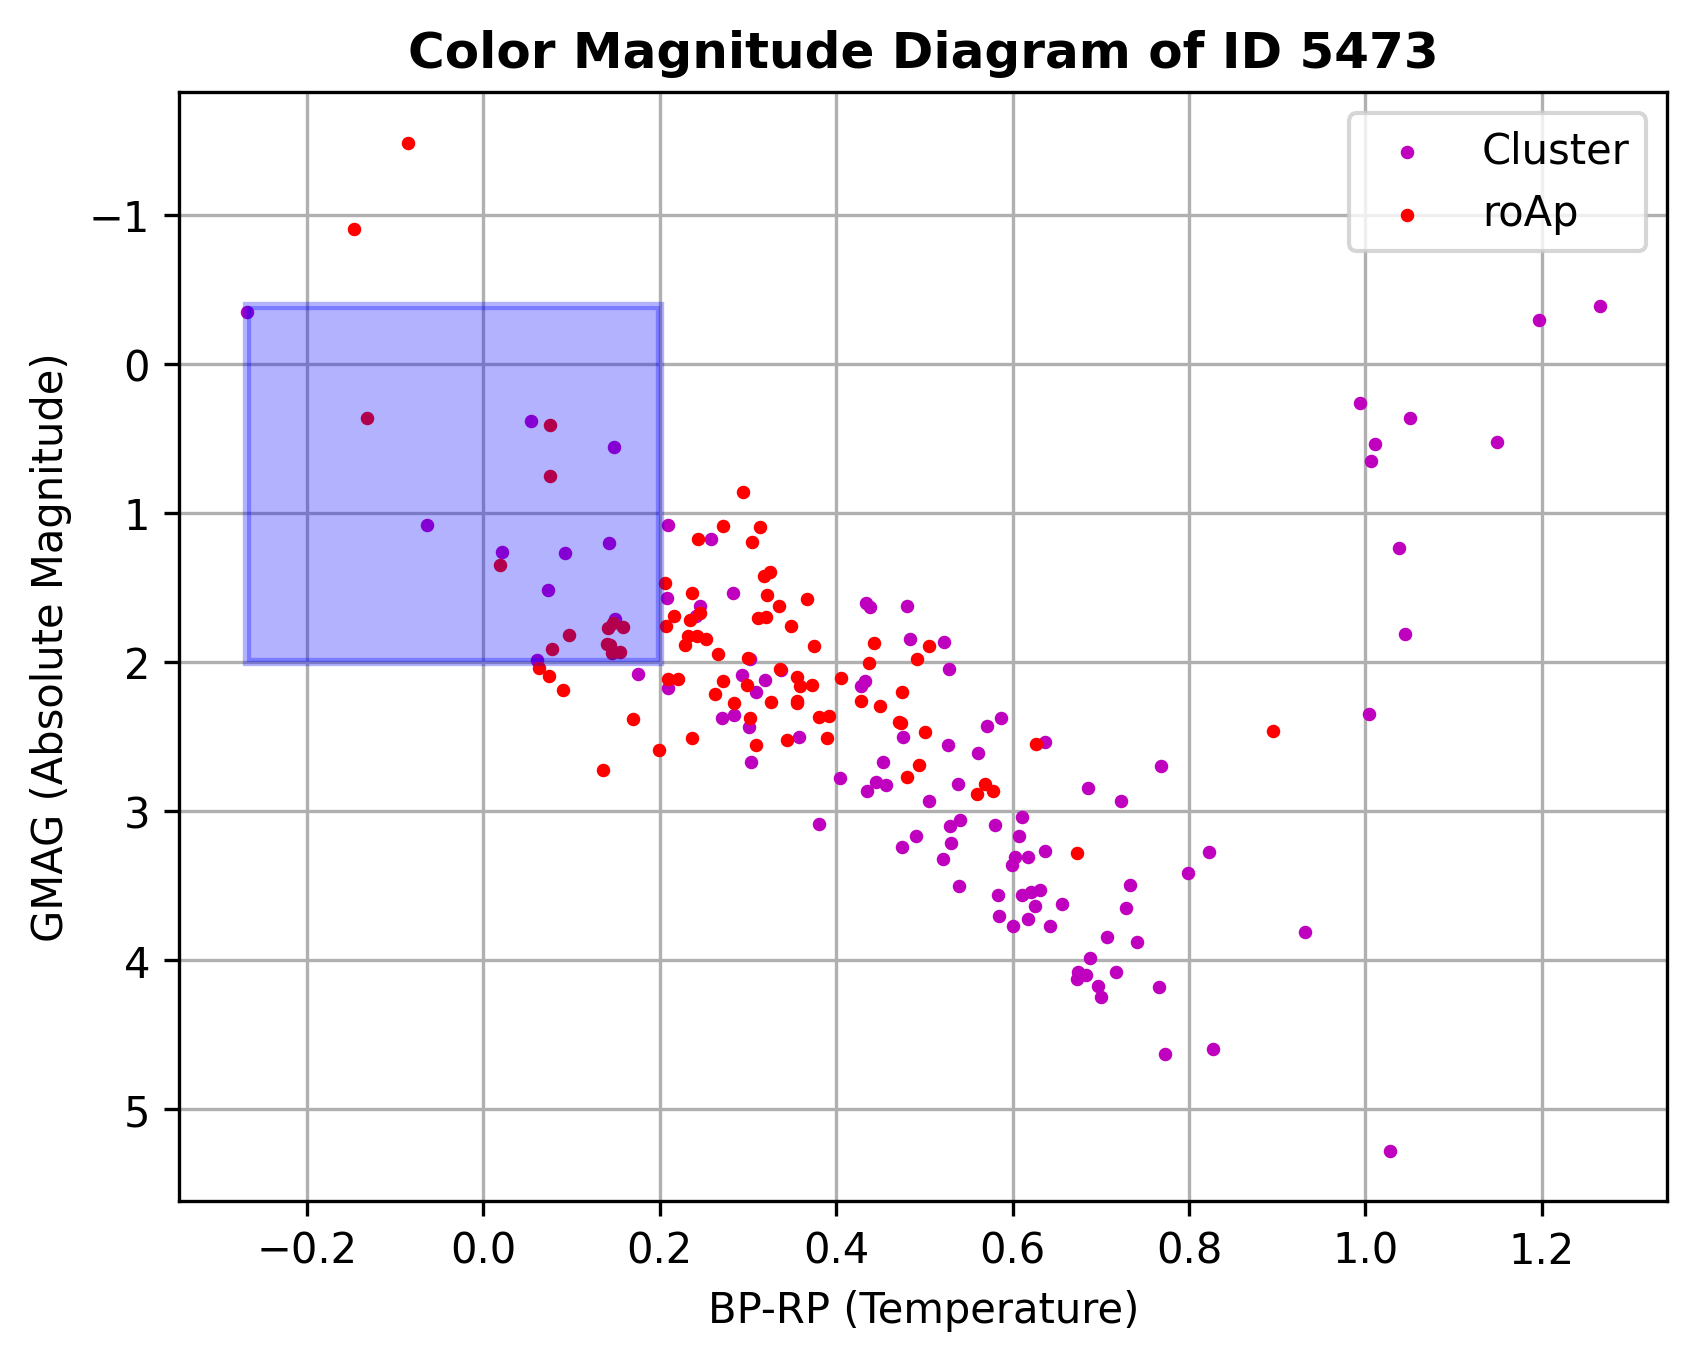 Color Magnitude Diagram of ID 5473
Cluster
roAp
−1
0
1
2
3
4
5
GMAG (Absolute Magnitude)
−0.2 0.0 0.2 0.4 0.6 0.8 1.0 1.2
BP-RP (Temperature)